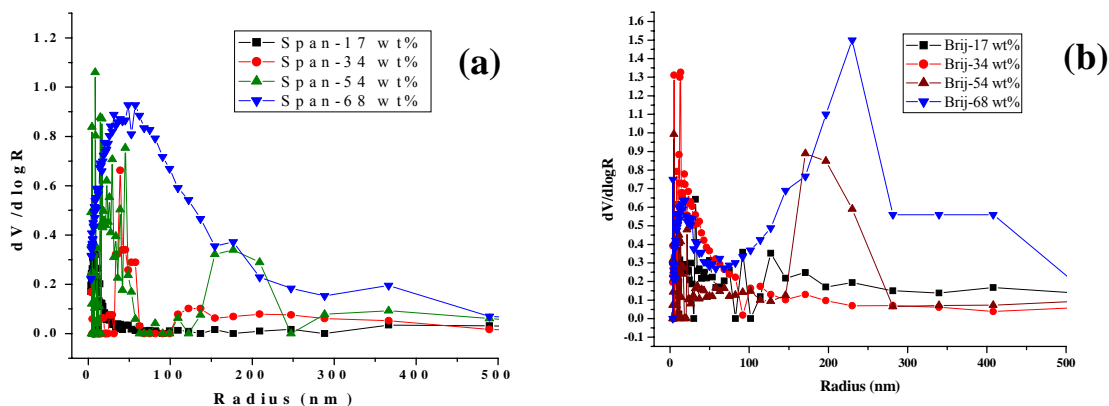 (a)
Span-17 wt%
Span-34 wt%
Span-54 wt%
Span-68 wt%
dV/dlogR
1.2
1.0
0.8
0.6
0.4
0.2
0.0
0 100 200 300 400 500
Radius (nm)
(b)
Brij-17 wt%
Brij-34 wt%
Brij-54 wt%
Brij-68 wt%
dV/dlogR
1.6
1.5
1.4
1.3
1.2
1.1
1.0
0.9
0.8
0.7
0.6
0.5
0.4
0.3
0.2
0.1
0.0
-0.1
0 100 200 300 400 500
Radius (nm)